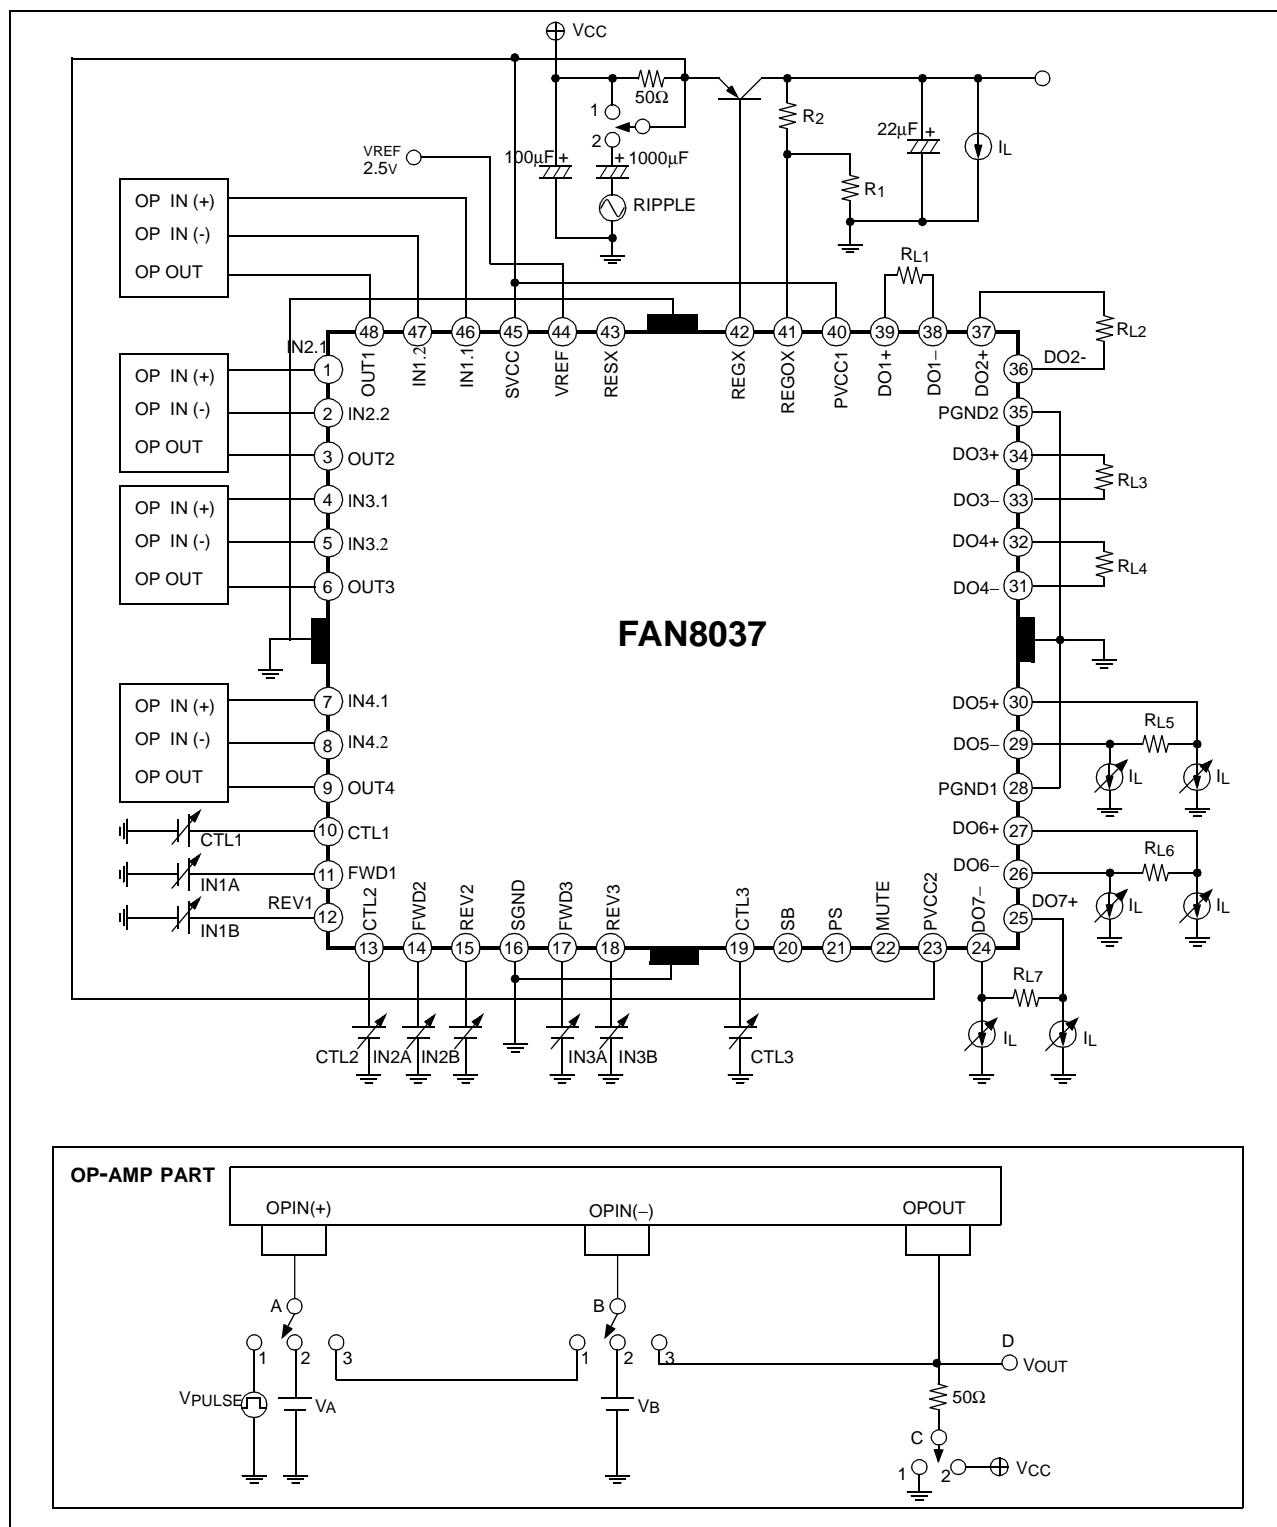 VCC
50Ω
1
2
R2
22µF +
IL
VREF
2.5V
100µF +
+ 1000µF
R1
RIPPLE
OP IN (+)
OP IN (-)
OP OUT
RL1
48 47 46 45 44 43 42 41 40 39 38 37
OUT1 IN1.2 IN1.1 SVCC VREF RESX REGX REGOX PVCC1 DO1+ DO1− DO2+
RL2
IN2.1
1
36
DO2-
OP IN (+)
OP IN (-)
OP OUT
2 IN2.2
3 OUT2
PGND2 35
DO3+ 34
RL3
DO3− 33
OP IN (+)
OP IN (-)
OP OUT
4 IN3.1
5 IN3.2
6 OUT3
DO4+ 32
RL4
DO4− 31
FAN8037
OP IN (+)
OP IN (-)
OP OUT
7 IN4.1
8 IN4.2
9 OUT4
DO5+ 30
RL5
DO5− 29
IL IL
PGND1 28
CTL1
10 CTL1
DO6+ 27
IN1A
11 FWD1
DO6− 26
RL6
IL IL
IN1B
REV1
12
25
DO7+
CTL2 FWD2 REV2 SGND FWD3 REV3 CTL3 SB PS MUTE PVCC2 DO7−
13 14 15 16 17 18 19 20 21 22 23 24
RL7
IL IL
CTL2 IN2A IN2B IN3A IN3B CTL3
OP-AMP PART
OPIN(+) OPIN(−) OPOUT
A B
1 2 3 1 2 3
D
VOUT
VPULSE VA VB
50Ω
C
1 2 VCC